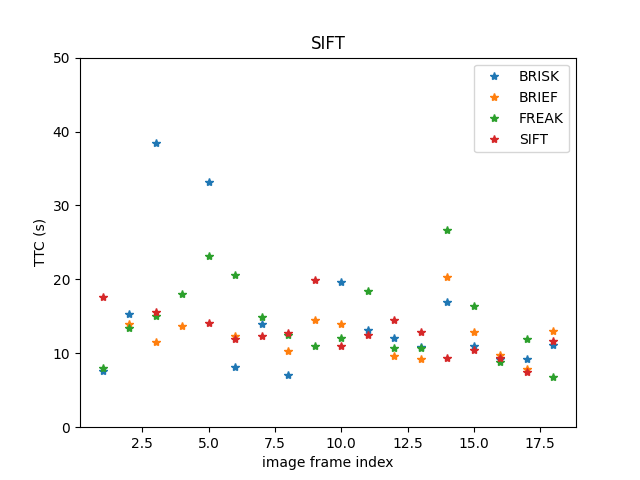 SIFT
BRISK
BRIEF
FREAK
SIFT
TTC (s)
50
40
30
20
10
0
2.5 5.0 7.5 10.0 12.5 15.0 17.5
image frame index